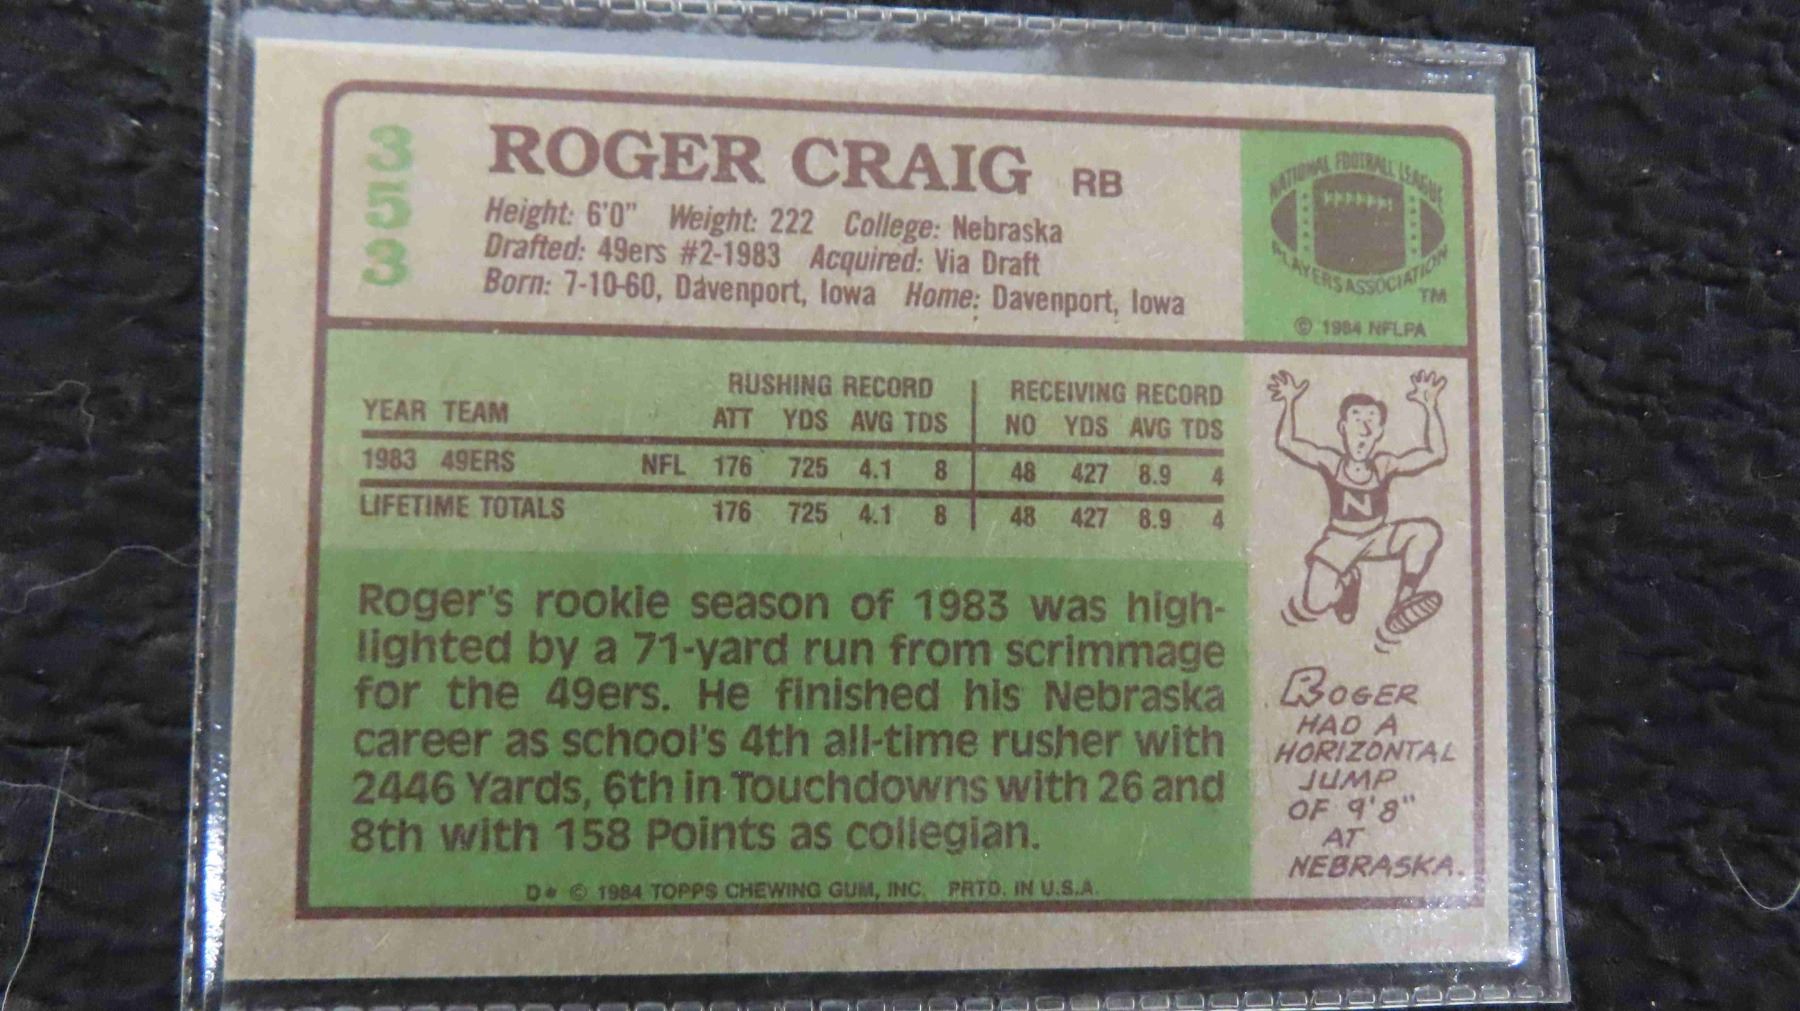 353
ROGER CRAIG RB
Height: 6'0" Weight: 222 College: Nebraska
Drafted: 49ers #2-1983 Acquired: Via Draft
Born: 7-10-60, Davenport, Iowa Home: Davenport, Iowa
NATIONAL FOOTBALL LEAGUE
PLAYERS ASSOCIATION
TM
© 1984 NFLPA
RUSHING RECORD RECEIVING RECORD
YEAR TEAM ATT YDS AVG TDS NO YDS AVG TDS
1983 49ERS NFL 176 725 4.1 8 48 427 8.9 4
LIFETIME TOTALS 176 725 4.1 8 48 427 8.9 4
Roger's rookie season of 1983 was high-
lighted by a 71-yard run from scrimmage
for the 49ers. He finished his Nebraska
career as school's 4th all-time rusher with
2446 Yards, 6th in Touchdowns with 26 and
8th with 158 Points as collegian.
D* © 1984 TOPPS CHEWING GUM, INC. PRTD. IN U.S.A.
N
ROGER
HAD A
HORIZONTAL
JUMP
OF 9'8"
AT
NEBRASKA.